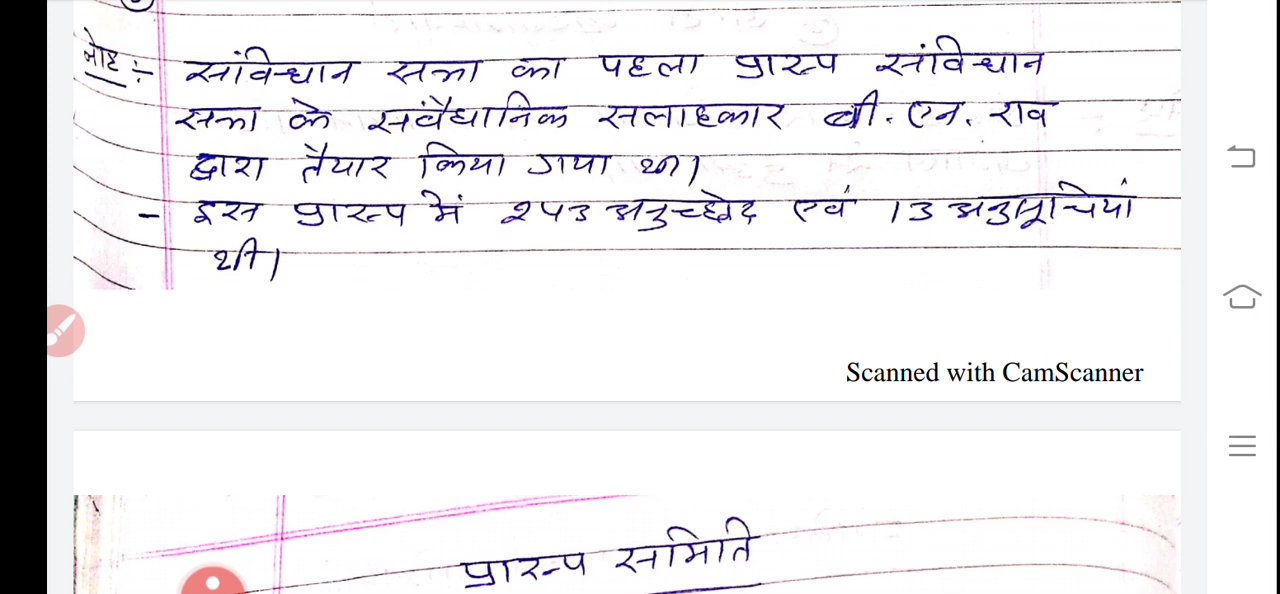 नोट :- संविधान सभा का पहला प्रारूप संविधान
सभा के संवैधानिक सलाहकार बी. एन. राव
द्वारा तैयार किया गया था।
- इस प्रारूप में 243 अनुच्छेद एवं 13 अनुसूचियां
थी।
Scanned with CamScanner
प्रारूप समिति